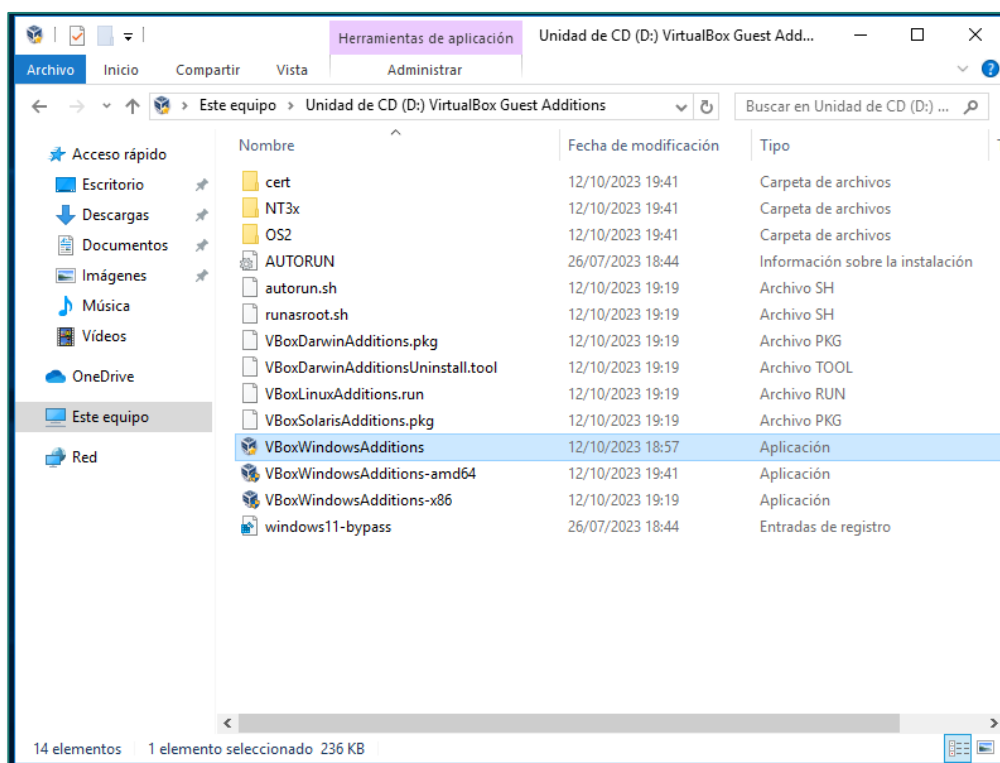 Herramientas de aplicación
Unidad de CD (D:) VirtualBox Guest Add...
Archivo Inicio Compartir Vista Administrar
Este equipo > Unidad de CD (D:) VirtualBox Guest Additions
Buscar en Unidad de CD (D:) ...
Acceso rápido
Escritorio
Descargas
Documentos
Imágenes
Música
Vídeos
OneDrive
Este equipo
Red
Nombre Fecha de modificación Tipo
cert 12/10/2023 19:41 Carpeta de archivos
NT3x 12/10/2023 19:41 Carpeta de archivos
OS2 12/10/2023 19:41 Carpeta de archivos
AUTORUN 26/07/2023 18:44 Información sobre la instalación
autorun.sh 12/10/2023 19:19 Archivo SH
runasroot.sh 12/10/2023 19:19 Archivo SH
VBoxDarwinAdditions.pkg 12/10/2023 19:19 Archivo PKG
VBoxDarwinAdditionsUninstall.tool 12/10/2023 19:19 Archivo TOOL
VBoxLinuxAdditions.run 12/10/2023 19:19 Archivo RUN
VBoxSolarisAdditions.pkg 12/10/2023 19:19 Archivo PKG
VBoxWindowsAdditions 12/10/2023 18:57 Aplicación
VBoxWindowsAdditions-amd64 12/10/2023 19:41 Aplicación
VBoxWindowsAdditions-x86 12/10/2023 19:19 Aplicación
windows11-bypass 26/07/2023 18:44 Entradas de registro
14 elementos 1 elemento seleccionado 236 KB